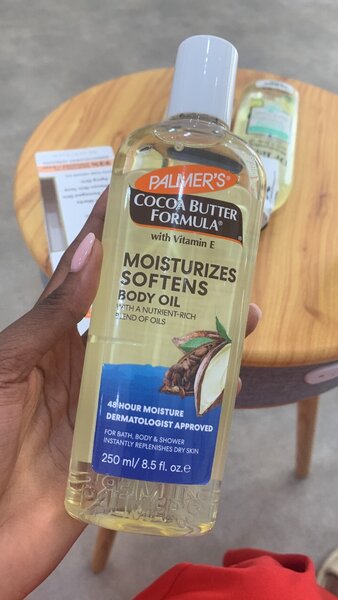 PALMER'S®
COCOA BUTTER
FORMULA®
with Vitamin E
MOISTURIZES
SOFTENS
BODY OIL
WITH A NUTRIENT-RICH
BLEND OF OILS
48 HOUR MOISTURE
DERMATOLOGIST APPROVED
FOR BATH, BODY & SHOWER
INSTANTLY REPLENISHES DRY SKIN
250 ml/ 8.5 fl. oz.e